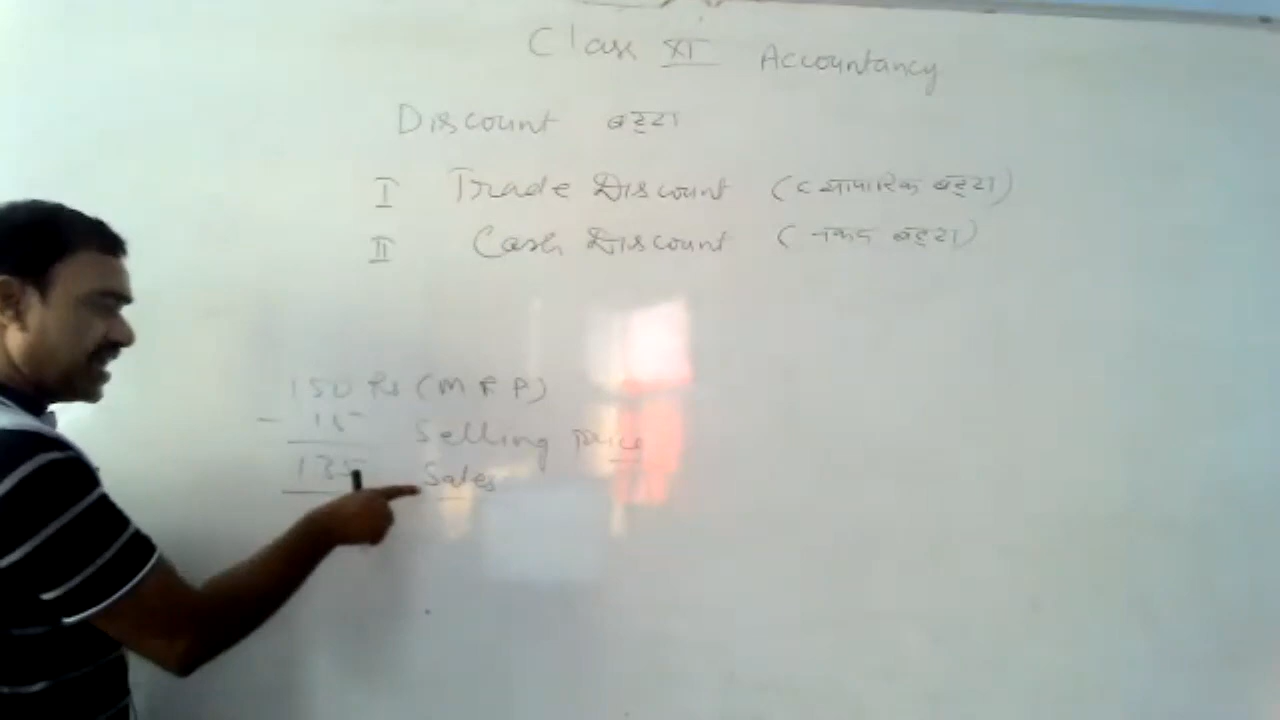 Class XI Accountancy
Discount बट्टा
I Trade Discount (व्यापारिक बट्टा)
II Cash Discount (नकद बट्टा)
150 Rs (MRP)
- 15 Selling price
135 Sales